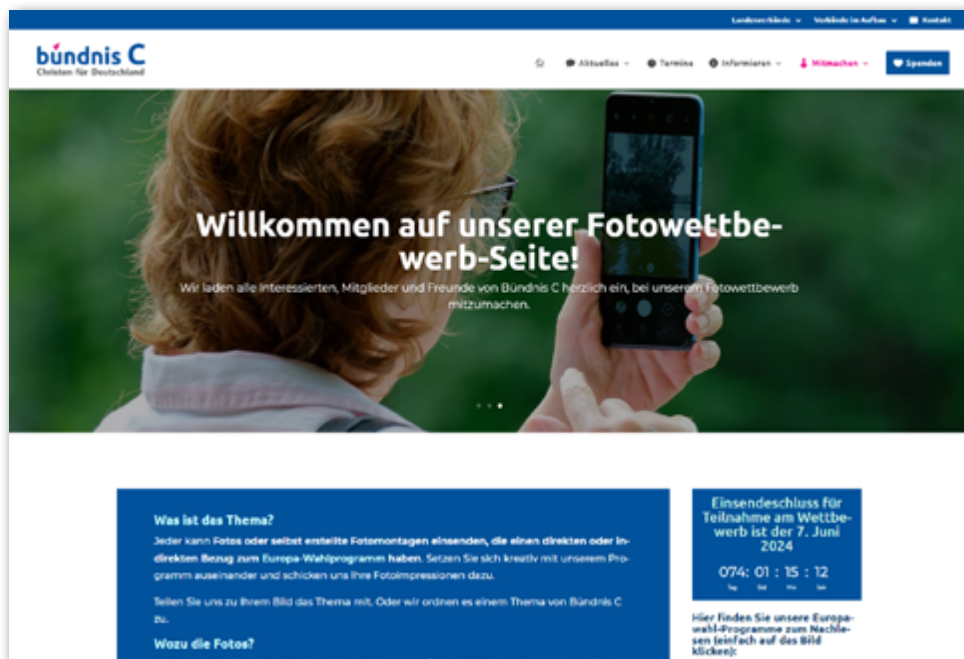 Landesverbände Verbände im Aufbau Kontakt
bündnis C
Christen für Deutschland
Aktuelles Termine Informieren Mitmachen Spenden
Willkommen auf unserer Fotowettbe-
werb-Seite!
Wir laden alle Interessierten, Mitglieder und Freunde von Bündnis C herzlich ein, bei unserem Fotowettbewerb
mitzumachen.
Was ist das Thema?
Jeder kann Fotos oder selbst erstellte Fotomontagen einsenden, die einen direkten oder in-
direkten Bezug zum Europa-Wahlprogramm haben. Setzen Sie sich kreativ mit unserem Pro-
gramm auseinander und schicken uns Ihre Fotoimpressionen dazu.
Teilen Sie uns zu Ihrem Bild das Thema mit. Oder wir ordnen es einem Thema von Bündnis C
zu.
Wozu die Fotos?
Einsendeschluss für
Teilnahme am Wettbe-
werb ist der 7. Juni
2024
074: 01 : 15 : 12
Tag Std Min Sek
Hier finden Sie unsere Europa-
wahl-Programme zum Nachle-
sen (einfach auf das Bild
klicken):